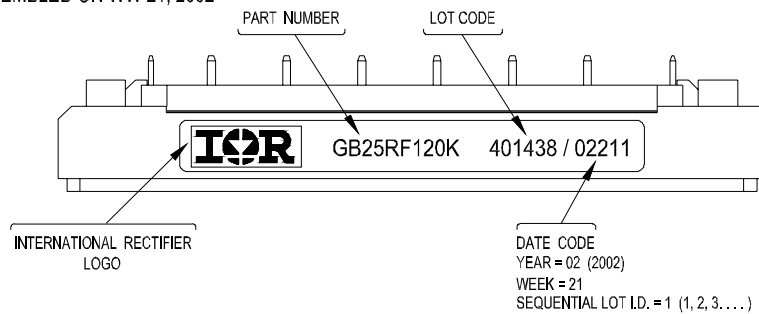 PART NUMBER
LOT CODE
IOR GB25RF120K 401438 / 02211
INTERNATIONAL RECTIFIER
LOGO
DATE CODE
YEAR = 02 (2002)
WEEK = 21
SEQUENTIAL LOT I.D. = 1 (1, 2, 3. . . . )